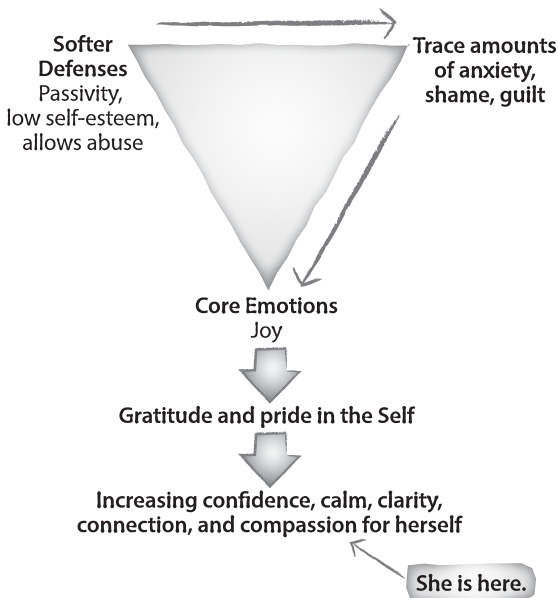 Softer
Defenses
Passivity,
low self-esteem,
allows abuse
Trace amounts
of anxiety,
shame, guilt
Core Emotions
Joy
Gratitude and pride in the Self
Increasing confidence, calm, clarity,
connection, and compassion for herself
She is here.